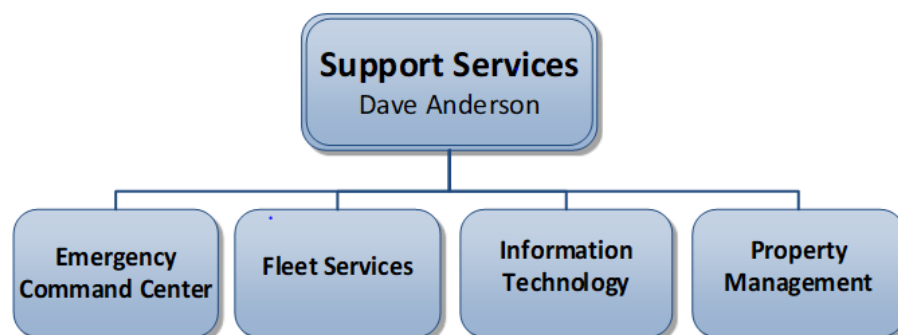 Support Services
Dave Anderson
Emergency
Command Center
Fleet Services
Information
Technology
Property
Management